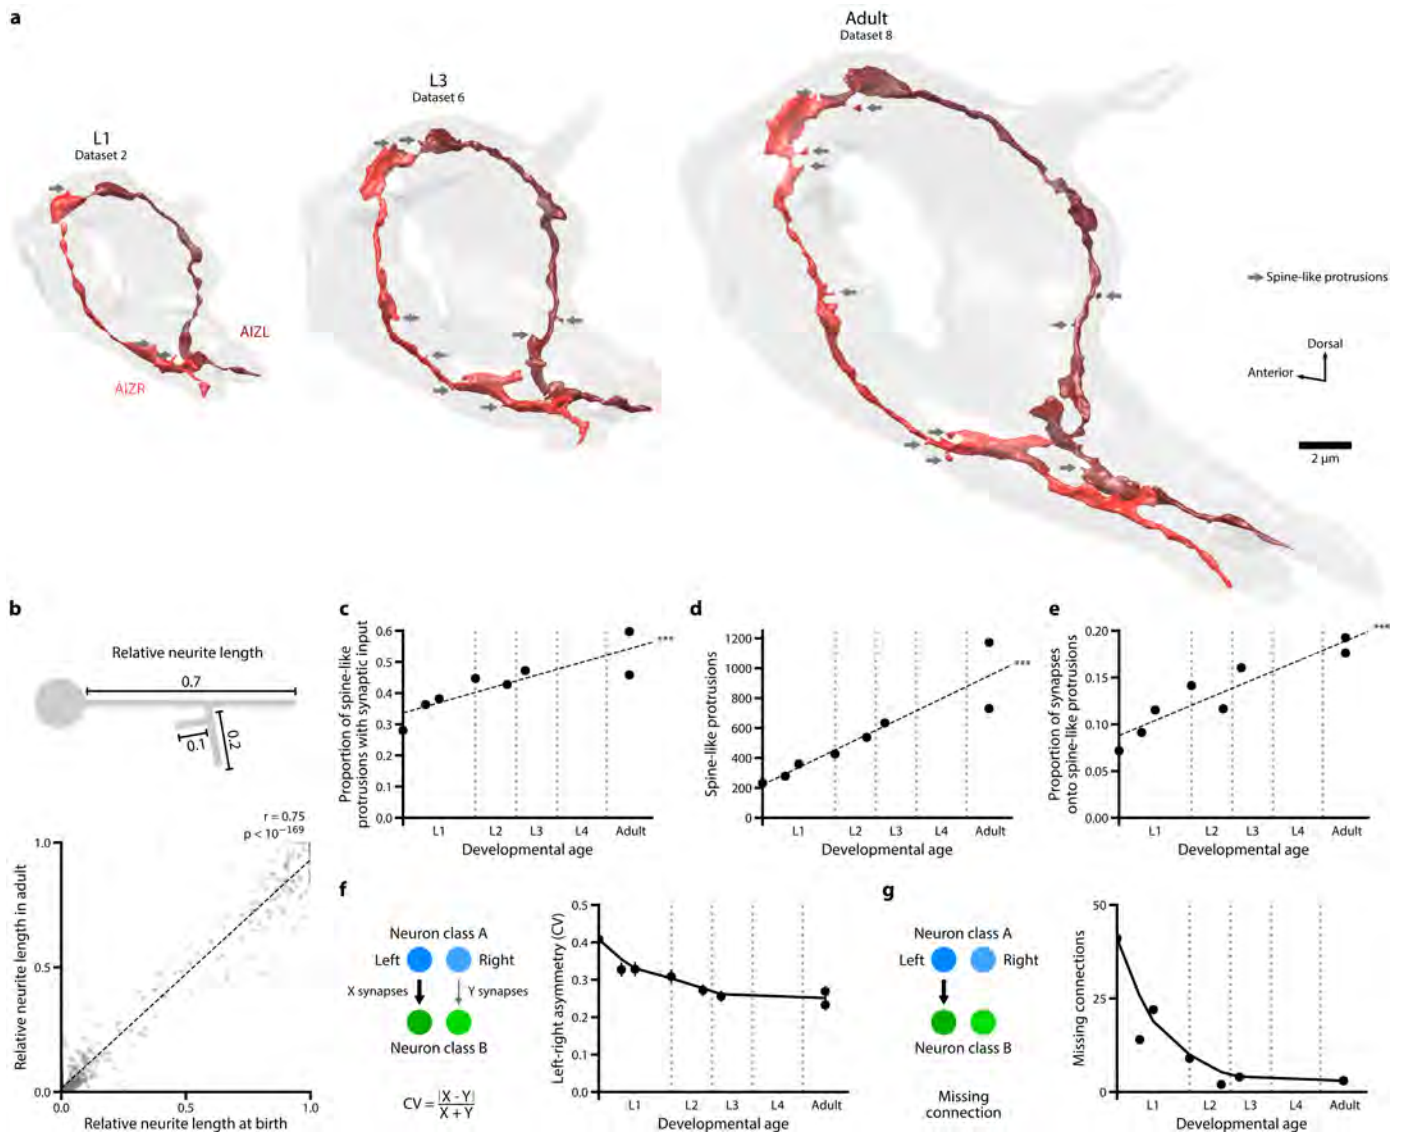 a
L1
Dataset 2
L3
Dataset 6
Adult
Dataset 8
AIZL
AIZR
Spine-like protrusions
Dorsal
Anterior
2 µm
b
Relative neurite length
0.7
0.1
0.2
r = 0.75
p < 10⁻¹⁶⁹
Relative neurite length in adult
1.0
0.5
0.0
0.0 0.5 1.0
Relative neurite length at birth
c
Proportion of spine-like
protrusions with synaptic input
0.6
0.5
0.4
0.3
0.2
0.1
0.0
***
L1 L2 L3 L4 Adult
Developmental age
d
Spine-like protrusions
1200
1000
800
600
400
200
0
***
L1 L2 L3 L4 Adult
Developmental age
e
Proportion of synapses
onto spine-like protrusions
0.20
0.15
0.10
0.05
0.00
***
L1 L2 L3 L4 Adult
Developmental age
f
Neuron class A
Left Right
X synapses Y synapses
Neuron class B
CV = |X - Y| / X + Y
Left-right asymmetry (CV)
0.5
0.4
0.3
0.2
0.1
0.0
L1 L2 L3 L4 Adult
Developmental age
g
Neuron class A
Left Right
Neuron class B
Missing
connection
Missing connections
50
25
0
L1 L2 L3 L4 Adult
Developmental age